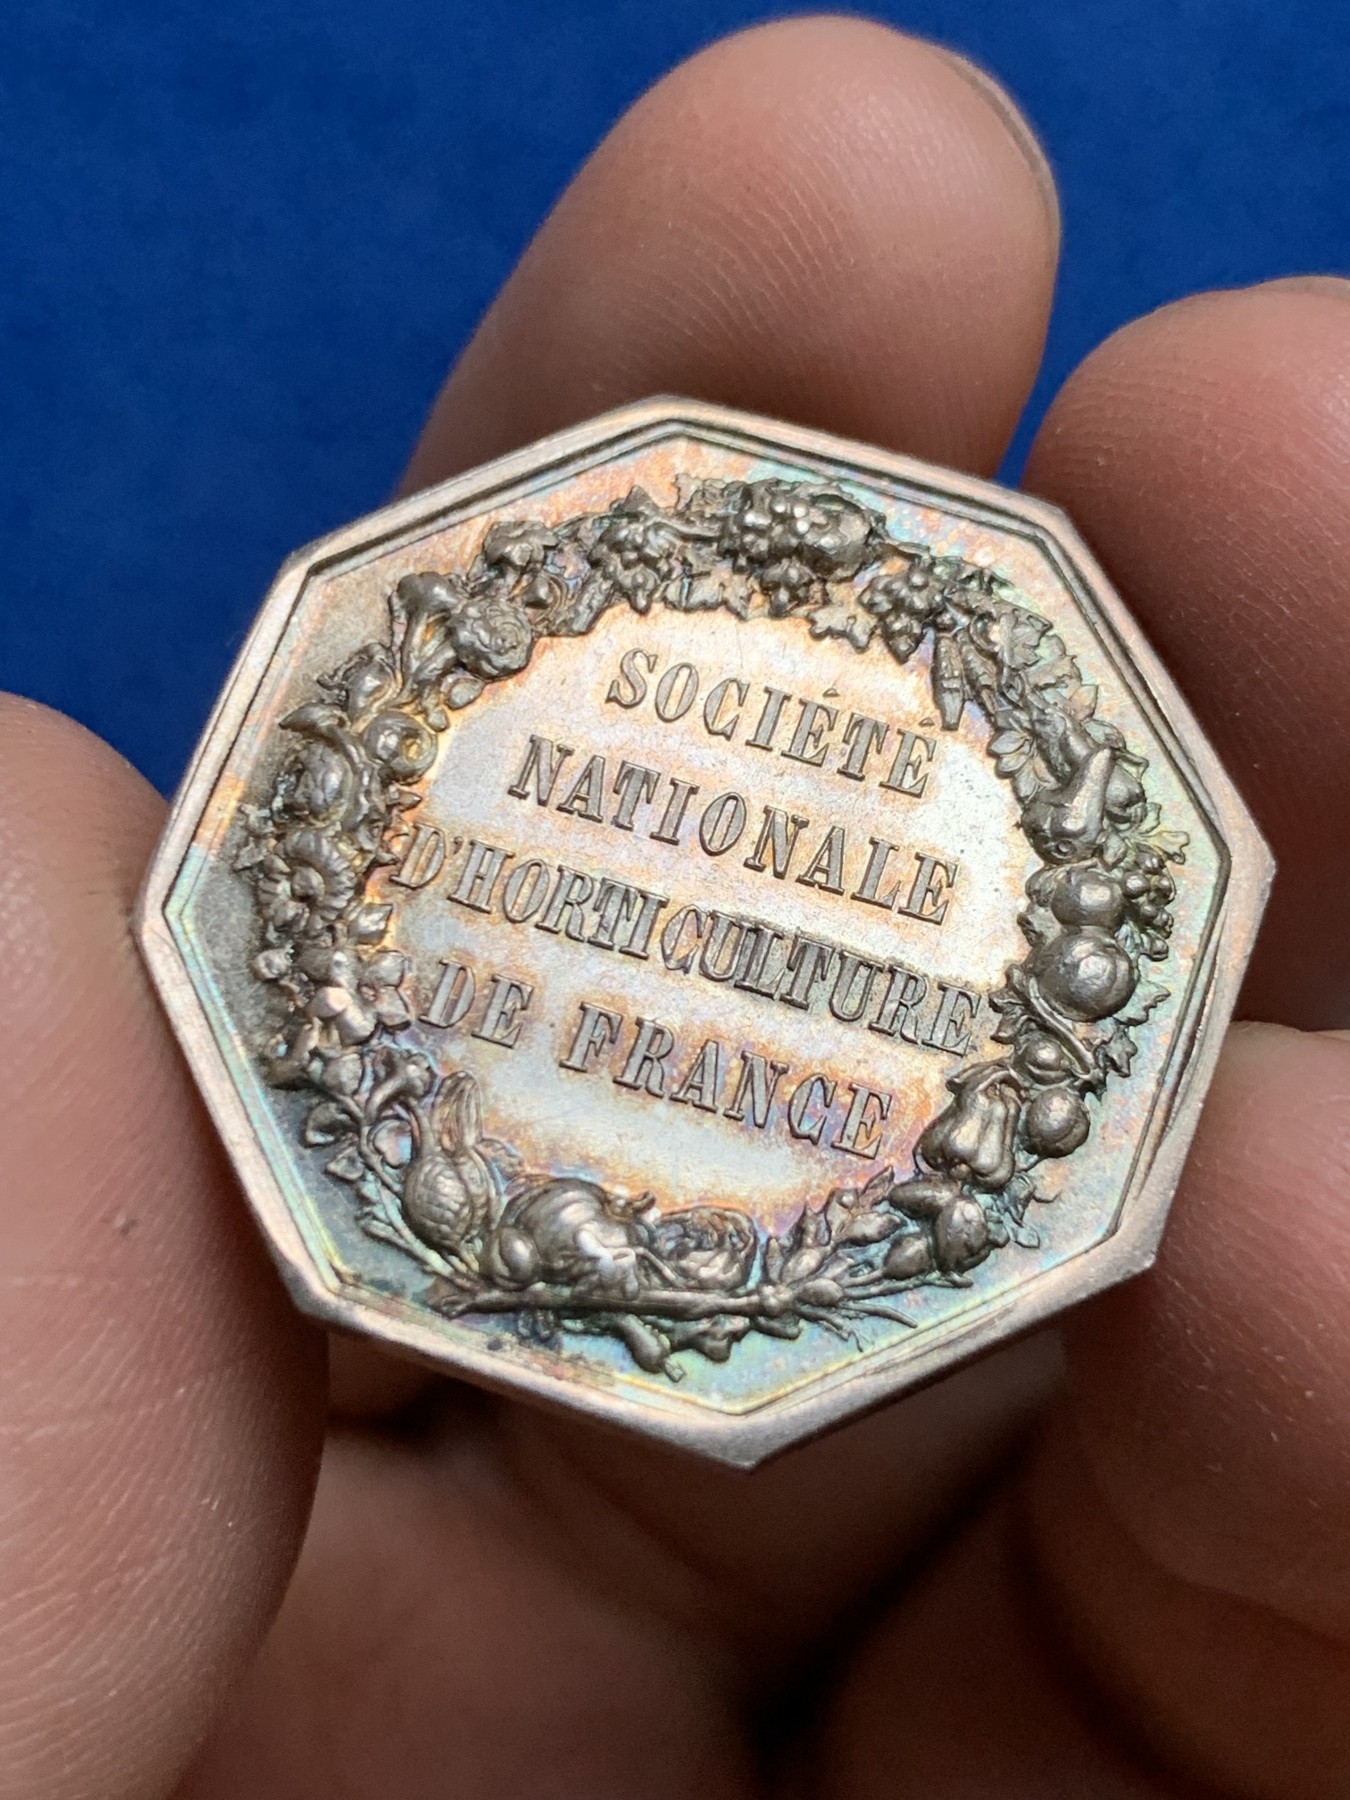 SOCIÉTÉ
NATIONALE
D'HORTICULTURE
DE FRANCE